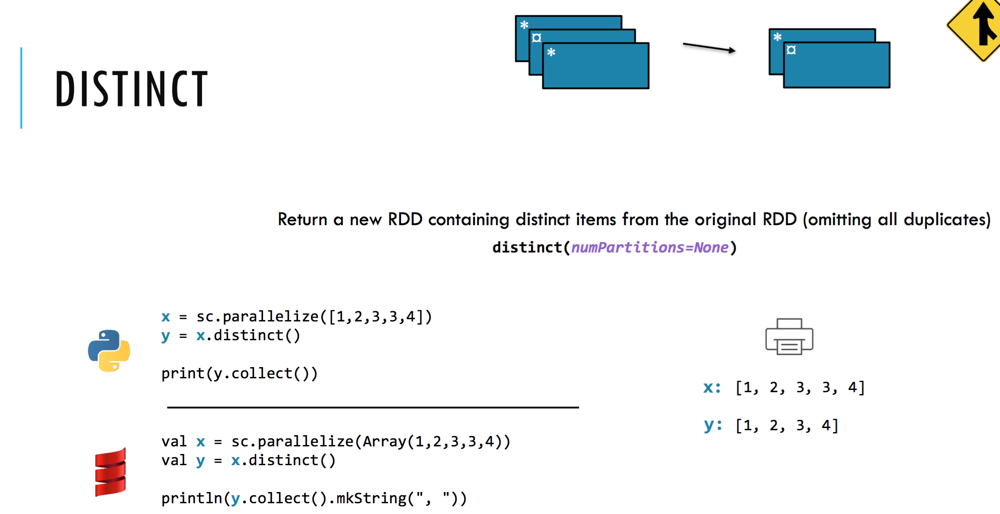 *
¤
*
*
¤
DISTINCT
Return a new RDD containing distinct items from the original RDD (omitting all duplicates)
distinct(numPartitions=None)
x = sc.parallelize([1,2,3,3,4])
y = x.distinct()
print(y.collect())
x: [1, 2, 3, 3, 4]
y: [1, 2, 3, 4]
val x = sc.parallelize(Array(1,2,3,3,4))
val y = x.distinct()
println(y.collect().mkString(", "))